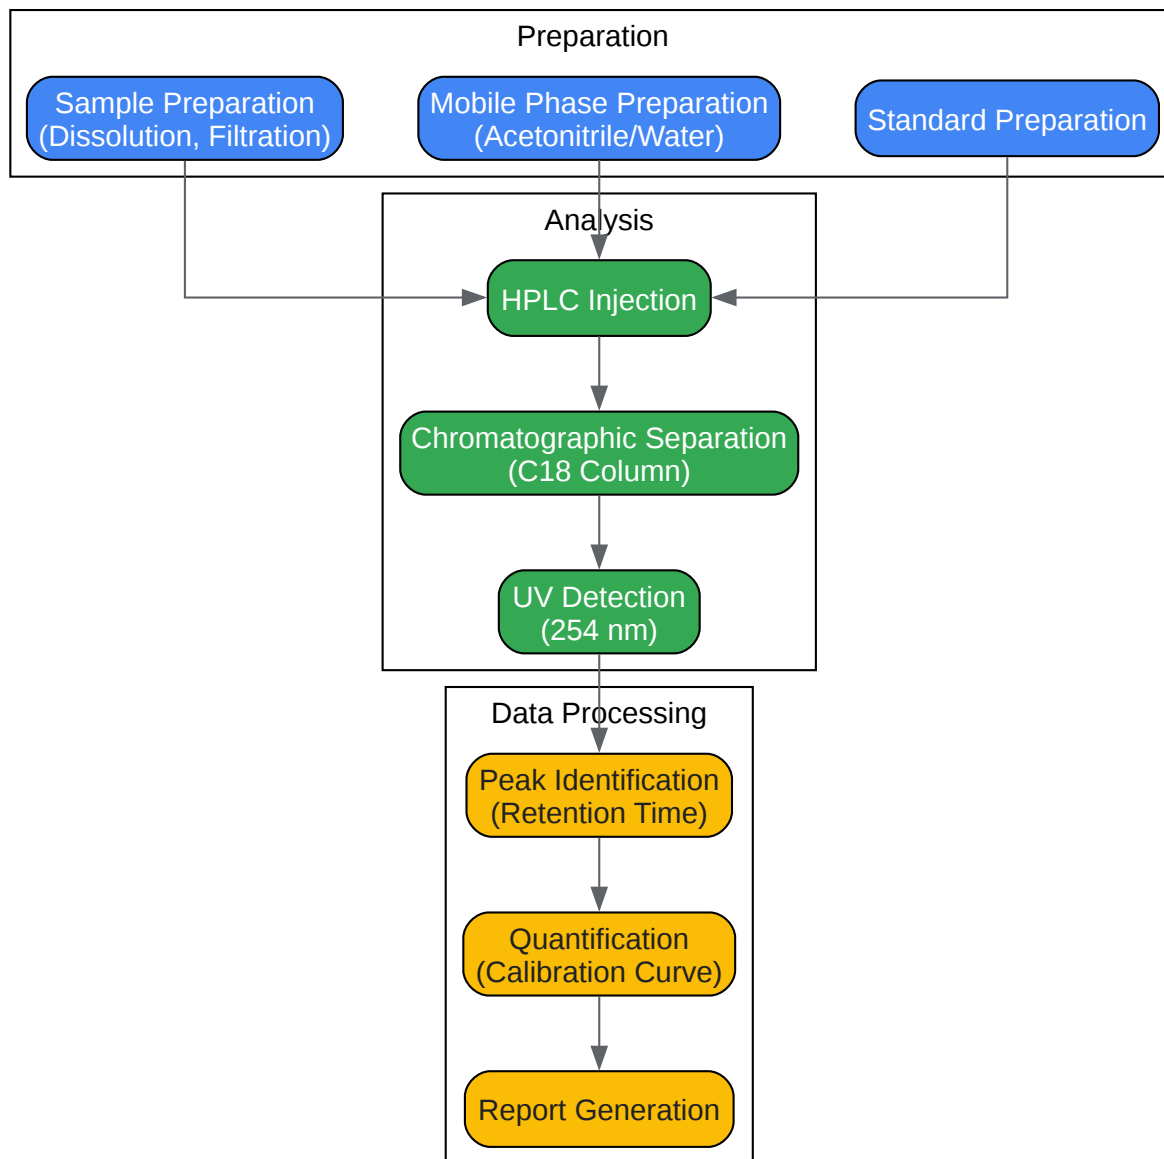 Preparation
Sample Preparation
(Dissolution, Filtration)
Mobile Phase Preparation
(Acetonitrile/Water)
Standard Preparation
Analysis
HPLC Injection
Chromatographic Separation
(C18 Column)
UV Detection
(254 nm)
Data Processing
Peak Identification
(Retention Time)
Quantification
(Calibration Curve)
Report Generation